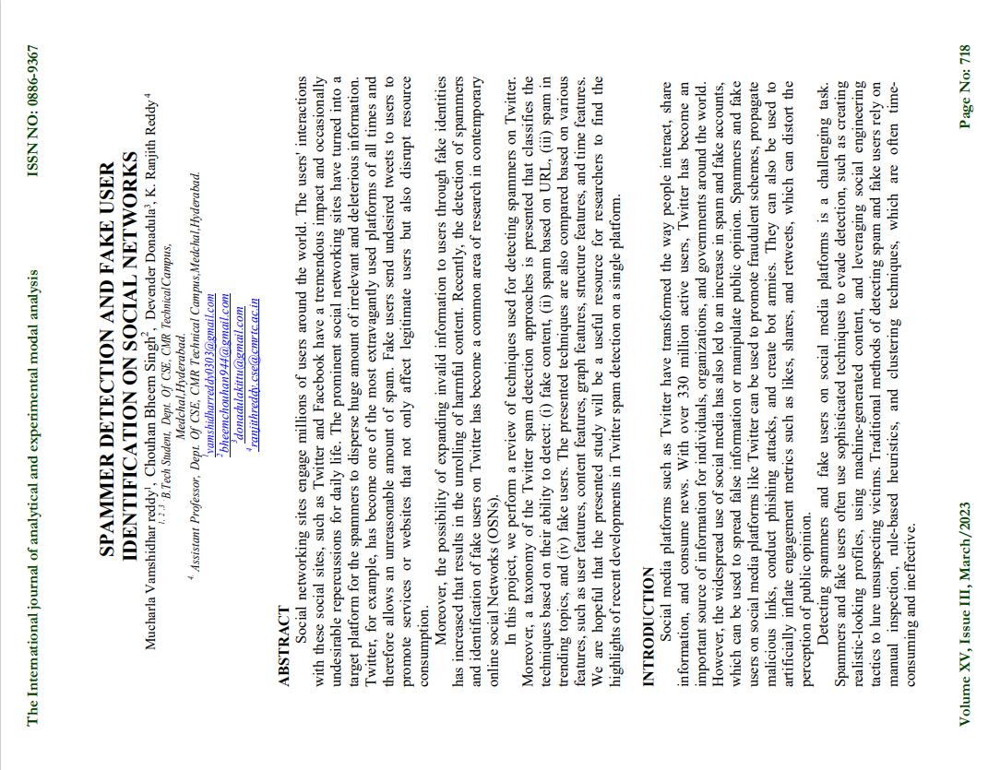 The International journal of analytical and experimental modal analysis ISSN NO: 0886-9367
SPAMMER DETECTION AND FAKE USER
IDENTIFICATION ON SOCIAL NETWORKS
Mucharla Vamshidhar reddy1, Chouhan Bheem Singh2, Devender Donadula3, K. Ranjith Reddy4
1, 2, 3, B.Tech Student, Dept. Of CSE, CMR Technical Campus,
Medchal,Hyderabad.
4, Assistant Professor, Dept. Of CSE, CMR Technical Campus,Medchal,Hyderabad.
1vamshidharreddy0303@gmail.com
2bheemchouhan944@gmail.com
3donadulakittu@gmail.com
4ranjithreddy.cse@cmrtc.ac.in
ABSTRACT
Social networking sites engage millions of users around the world. The users' interactions
with these social sites, such as Twitter and Facebook have a tremendous impact and occasionally
undesirable repercussions for daily life. The prominent social networking sites have turned into a
target platform for the spammers to disperse huge amount of irrelevant and deleterious information.
Twitter, for example, has become one of the most extravagantly used platforms of all times and
therefore allows an unreasonable amount of spam. Fake users send undesired tweets to users to
promote services or websites that not only affect legitimate users but also disrupt resource
consumption.
Moreover, the possibility of expanding invalid information to users through fake identities
has increased that results in the unrolling of harmful content. Recently, the detection of spammers
and identification of fake users on Twitter has become a common area of research in contemporary
online social Networks (OSNs).
In this project, we perform a review of techniques used for detecting spammers on Twitter.
Moreover, a taxonomy of the Twitter spam detection approaches is presented that classifies the
techniques based on their ability to detect: (i) fake content, (ii) spam based on URL, (iii) spam in
trending topics, and (iv) fake users. The presented techniques are also compared based on various
features, such as user features, content features, graph features, structure features, and time features.
We are hopeful that the presented study will be a useful resource for researchers to find the
highlights of recent developments in Twitter spam detection on a single platform.
INTRODUCTION
Social media platforms such as Twitter have transformed the way people interact, share
information, and consume news. With over 330 million active users, Twitter has become an
important source of information for individuals, organizations, and governments around the world.
However, the widespread use of social media has also led to an increase in spam and fake accounts,
which can be used to spread false information or manipulate public opinion. Spammers and fake
users on social media platforms like Twitter can be used to promote fraudulent schemes, propagate
malicious links, conduct phishing attacks, and create bot armies. They can also be used to
artificially inflate engagement metrics such as likes, shares, and retweets, which can distort the
perception of public opinion.
Detecting spammers and fake users on social media platforms is a challenging task.
Spammers and fake users often use sophisticated techniques to evade detection, such as creating
realistic-looking profiles, using machine-generated content, and leveraging social engineering
tactics to lure unsuspecting victims. Traditional methods of detecting spam and fake users rely on
manual inspection, rule-based heuristics, and clustering techniques, which are often time-
consuming and ineffective.
Volume XV, Issue III, March/2023 Page No: 718